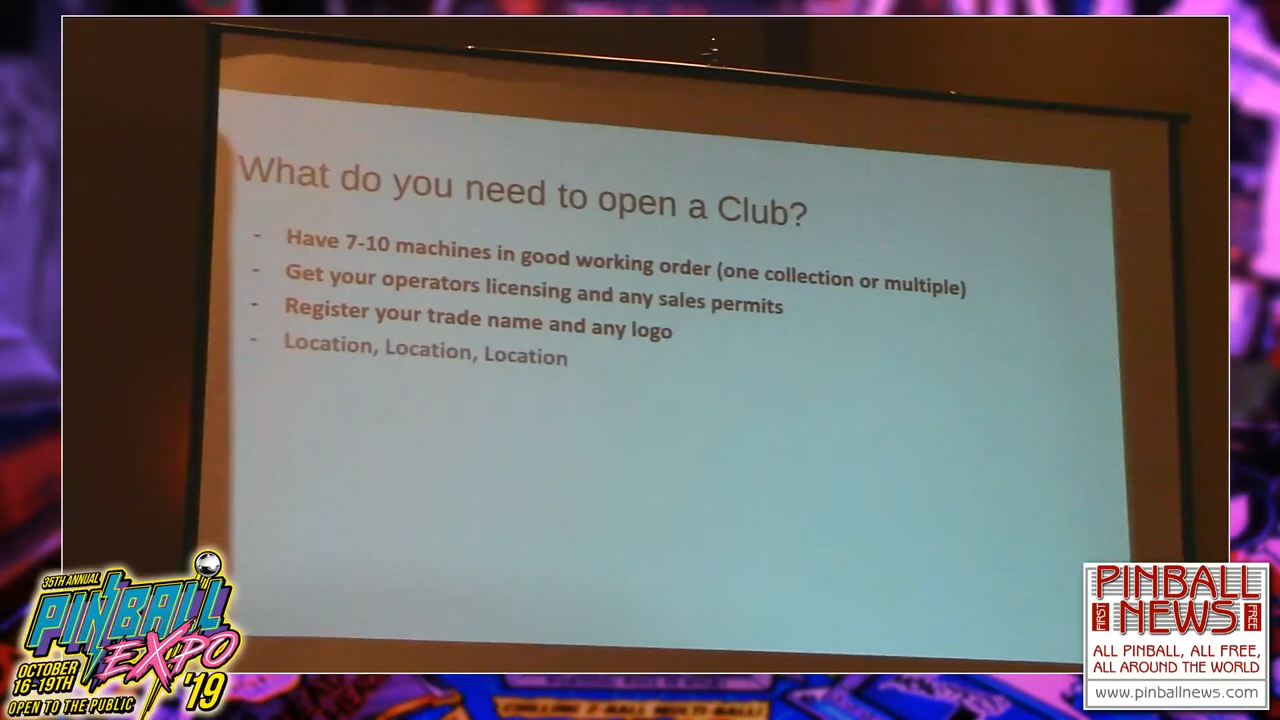 What do you need to open a Club?
- Have 7-10 machines in good working order (one collection or multiple)
- Get your operators licensing and any sales permits
- Register your trade name and any logo
- Location, Location, Location
35TH ANNUAL
PINBALL
EXPO
'19
OCTOBER
16-19TH
OPEN TO THE PUBLIC
PINBALL
FIRST NEWS FREE
ALL PINBALL, ALL FREE,
ALL AROUND THE WORLD
www.pinballnews.com